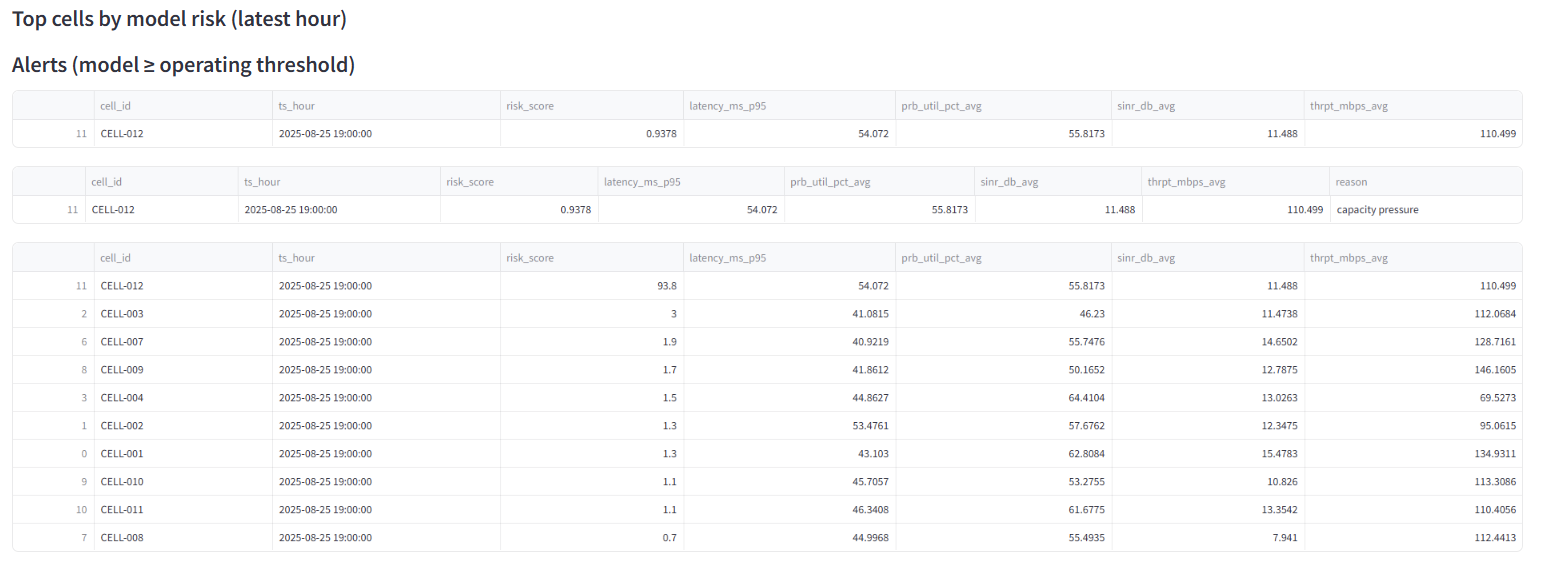 Top cells by model risk (latest hour)
Alerts (model ≥ operating threshold)
cell_id ts_hour risk_score latency_ms_p95 prb_util_pct_avg sinr_db_avg thrpt_mbps_avg
11 CELL-012 2025-08-25 19:00:00 0.9378 54.072 55.8173 11.488 110.499
cell_id ts_hour risk_score latency_ms_p95 prb_util_pct_avg sinr_db_avg thrpt_mbps_avg reason
11 CELL-012 2025-08-25 19:00:00 0.9378 54.072 55.8173 11.488 110.499 capacity pressure
cell_id ts_hour risk_score latency_ms_p95 prb_util_pct_avg sinr_db_avg thrpt_mbps_avg
11 CELL-012 2025-08-25 19:00:00 93.8 54.072 55.8173 11.488 110.499
2 CELL-003 2025-08-25 19:00:00 3 41.0815 46.23 11.4738 112.0684
6 CELL-007 2025-08-25 19:00:00 1.9 40.9219 55.7476 14.6502 128.7161
8 CELL-009 2025-08-25 19:00:00 1.7 41.8612 50.1652 12.7875 146.1605
3 CELL-004 2025-08-25 19:00:00 1.5 44.8627 64.4104 13.0263 69.5273
1 CELL-002 2025-08-25 19:00:00 1.3 53.4761 57.6762 12.3475 95.0615
0 CELL-001 2025-08-25 19:00:00 1.3 43.103 62.8084 15.4783 134.9311
9 CELL-010 2025-08-25 19:00:00 1.1 45.7057 53.2755 10.826 113.3086
10 CELL-011 2025-08-25 19:00:00 1.1 46.3408 61.6775 13.3542 110.4056
7 CELL-008 2025-08-25 19:00:00 0.7 44.9968 55.4935 7.941 112.4413